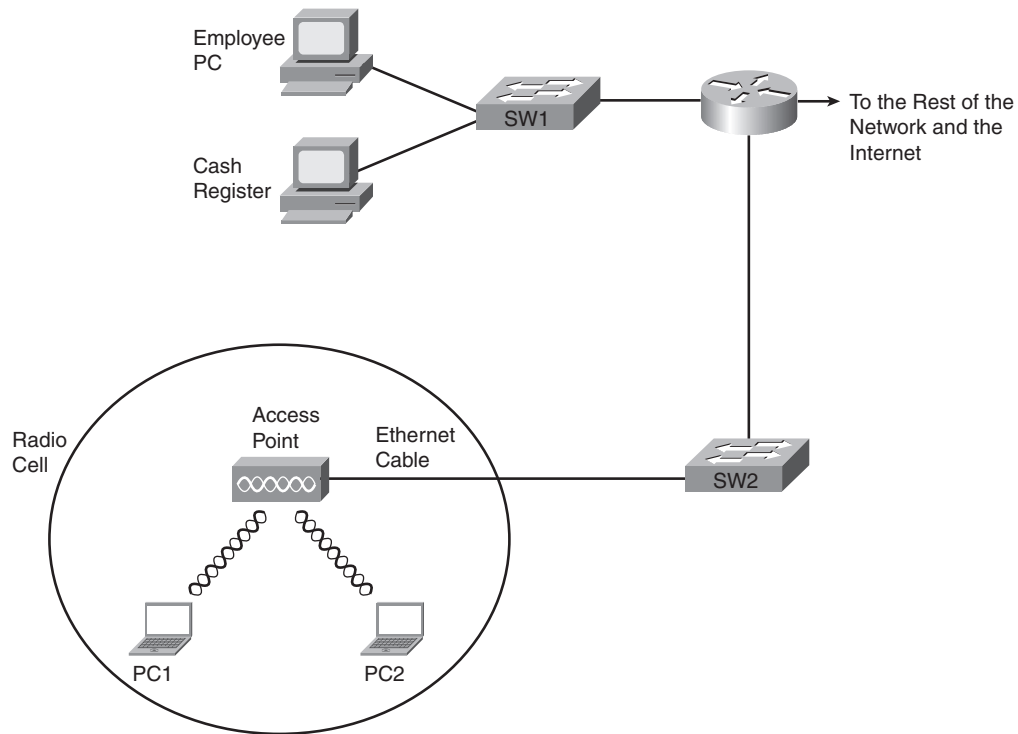 Employee
PC
SW1
To the Rest of the
Network and the
Internet
Cash
Register
Radio
Cell
Access
Point
Ethernet
Cable
SW2
PC1
PC2